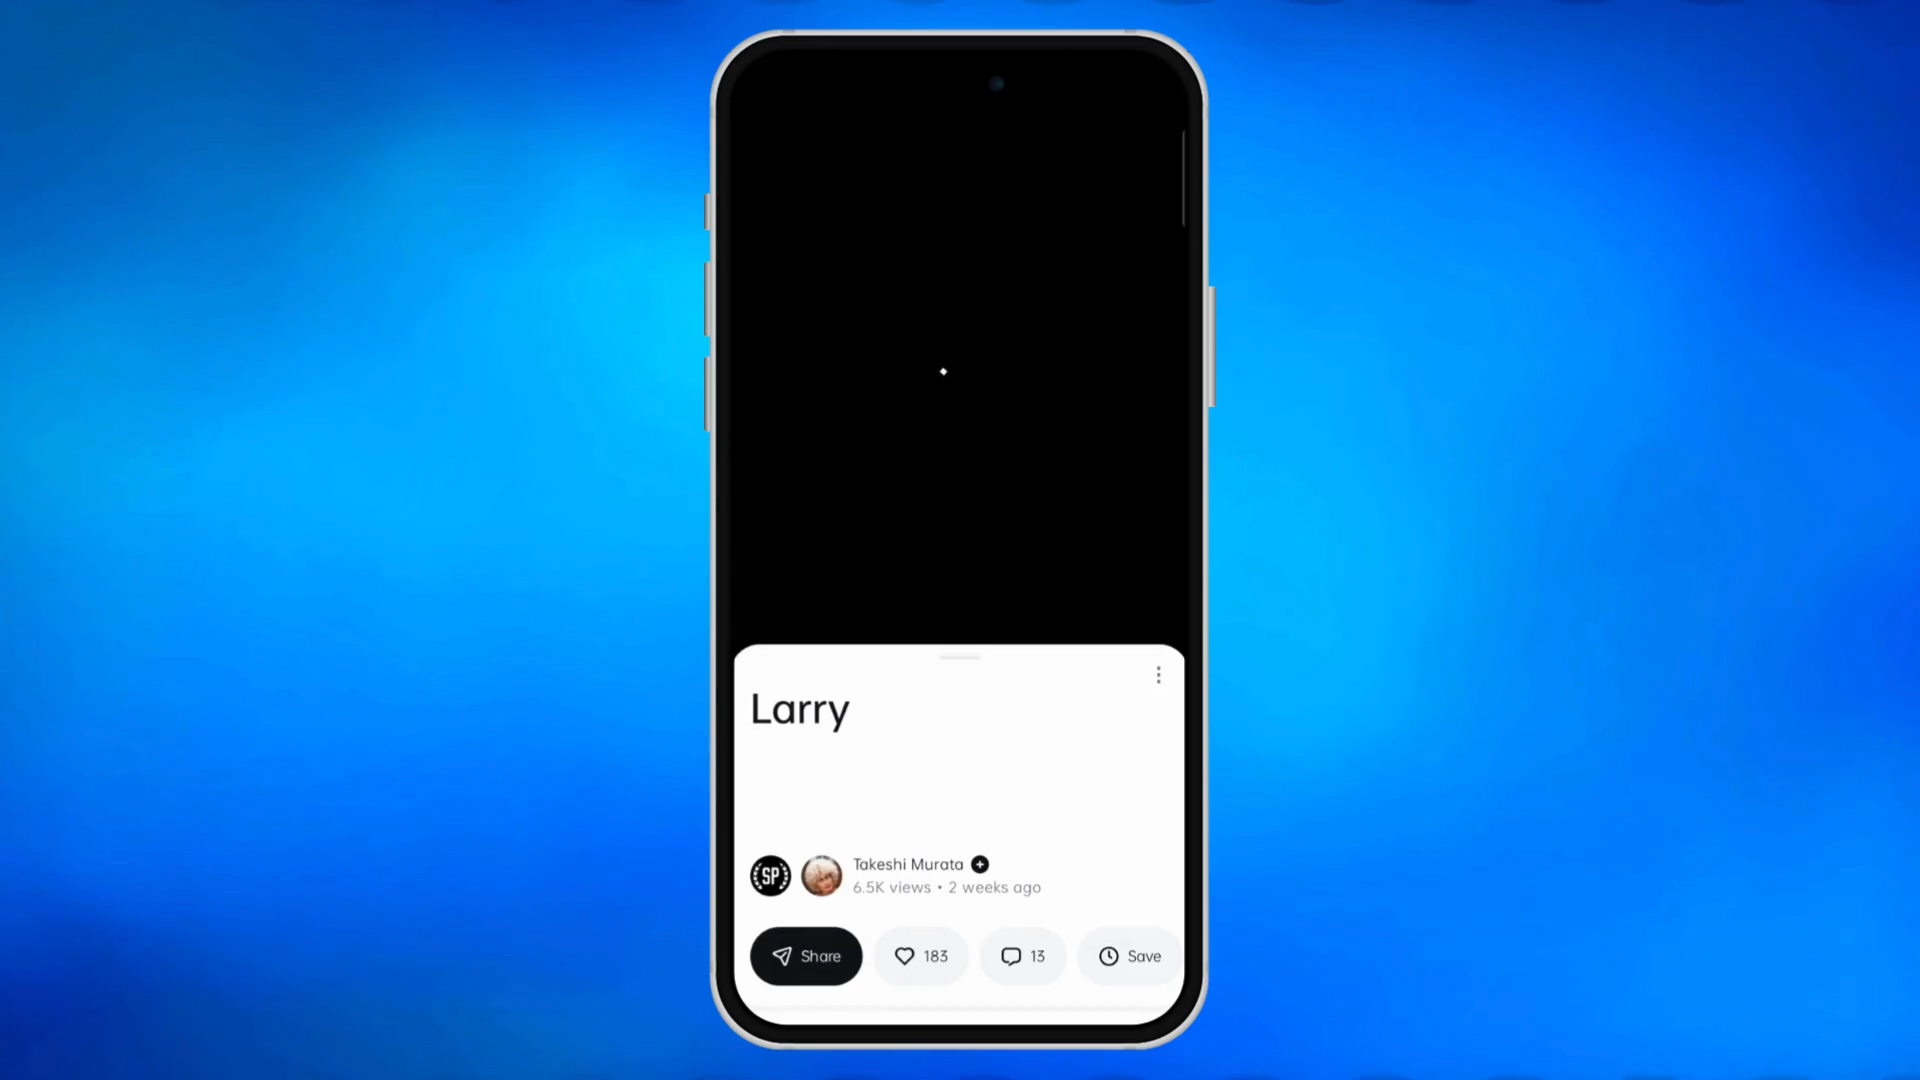 Larry
SP
Takeshi Murata
6.5K views • 2 weeks ago
Share
183
13
Save